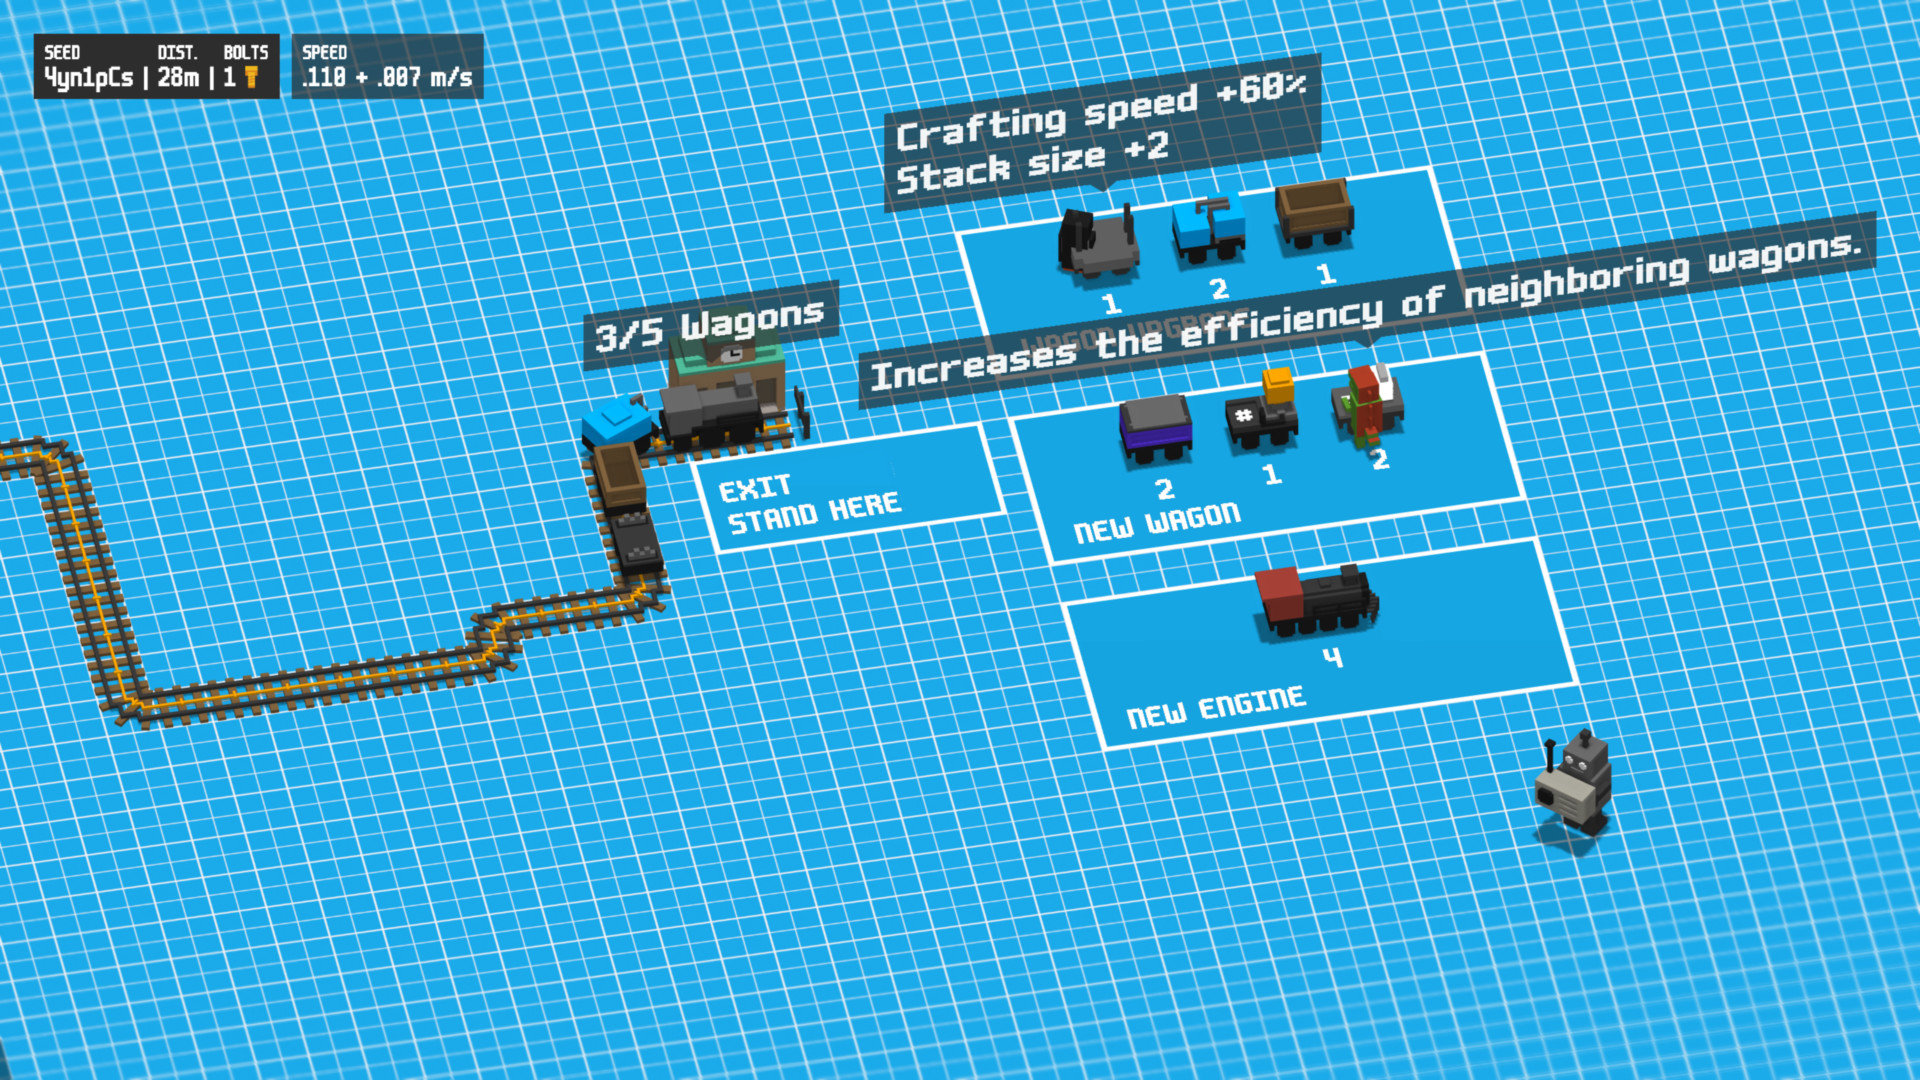 SEED DIST. BOLTS
4yn1pCs | 28m | 1
SPEED
.110 + .007 m/s
Crafting speed +60%
Stack size +2
1
2
1
WAGON UPGRADE
3/5 Wagons
Increases the efficiency of neighboring wagons.
EXIT
STAND HERE
2
1
2
NEW WAGON
4
NEW ENGINE